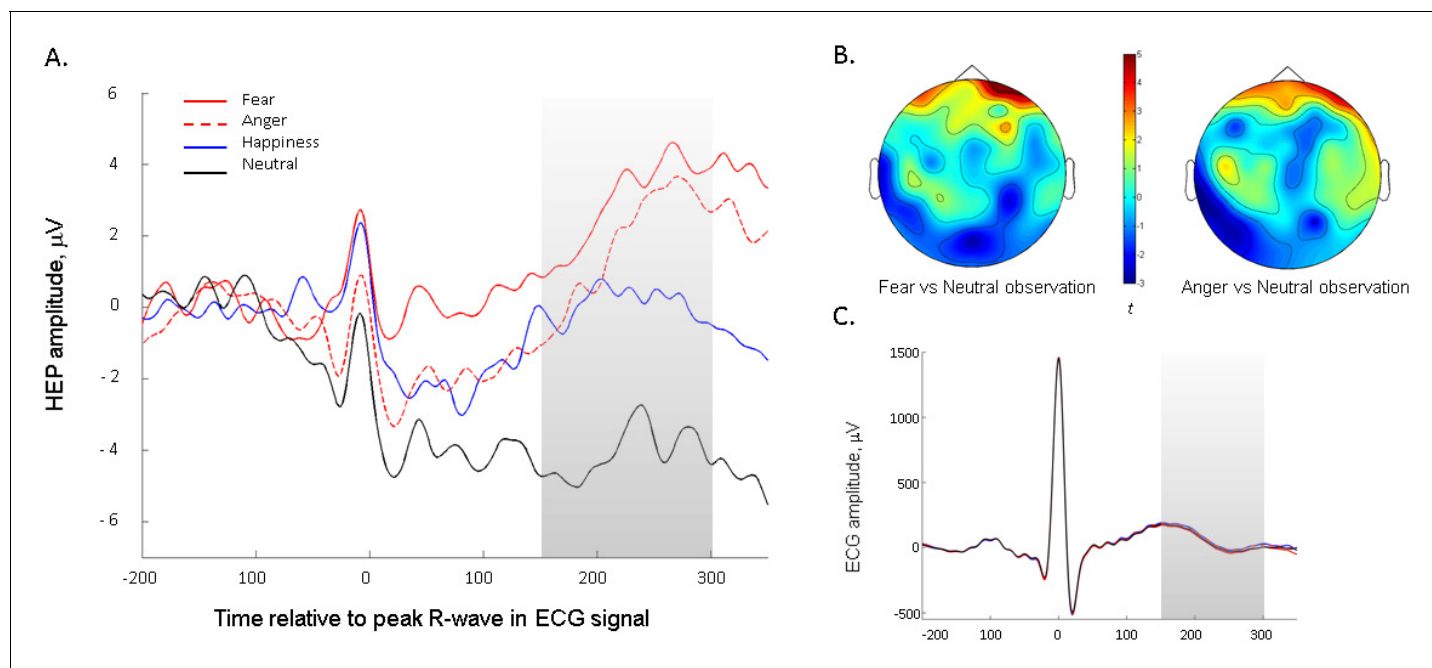 A.
Fear
Anger
Happiness
Neutral
6
4
2
0
- 2
- 4
- 6
HEP amplitude, µV
-200
100
0
100
200
300
Time relative to peak R-wave in ECG signal
B.
5
4
3
2
1
0
-1
-2
-3
t
Fear vs Neutral observation
Anger vs Neutral observation
C.
1500
1000
500
0
-500
ECG amplitude, µV
-200
100
0
100
200
300